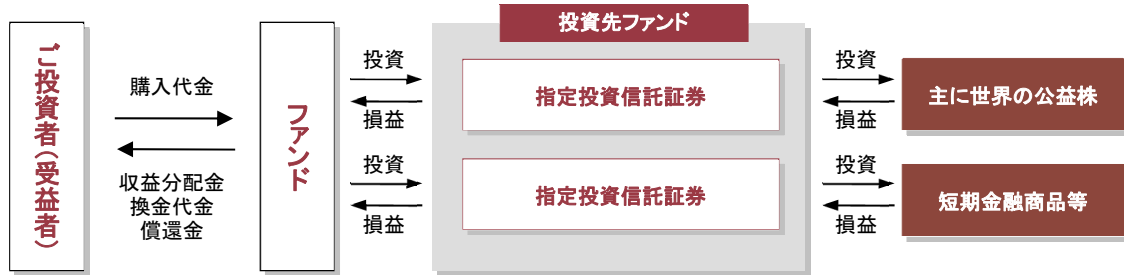 ご投資者(受益者)
購入代金
収益分配金
換金代金
償還金
ファンド
投資
損益
投資
損益
投資先ファンド
指定投資信託証券
指定投資信託証券
投資
損益
投資
損益
主に世界の公益株
短期金融商品等